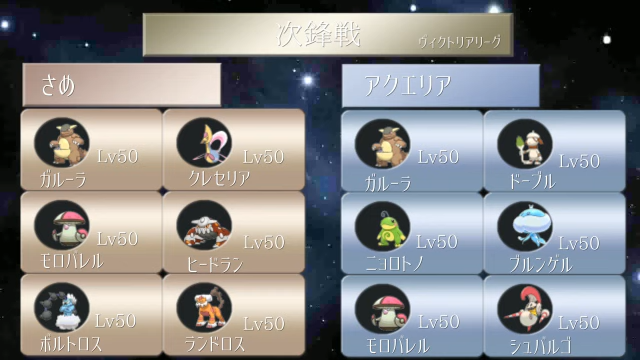 次鋒戦
ヴィクトリアリーグ
さめ
Lv50
ガルーラ
Lv50
クレセリア
Lv50
モロバレル
Lv50
ヒードラン
Lv50
ボルトロス
Lv50
ランドロス
アクエリア
Lv50
ガルーラ
Lv50
ドーブル
Lv50
ニョロトノ
Lv50
ブルンゲル
Lv50
モロバレル
Lv50
シュバルゴ